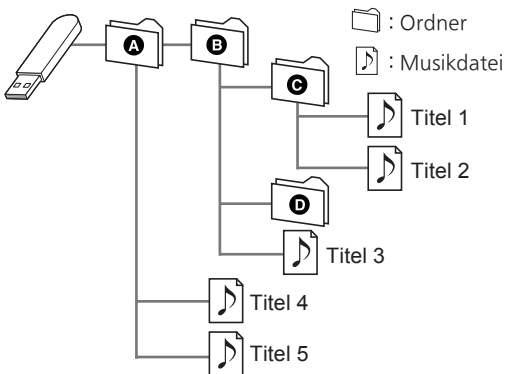 A
B
: Ordner
: Musikdatei
C
Titel 1
Titel 2
D
Titel 3
Titel 4
Titel 5